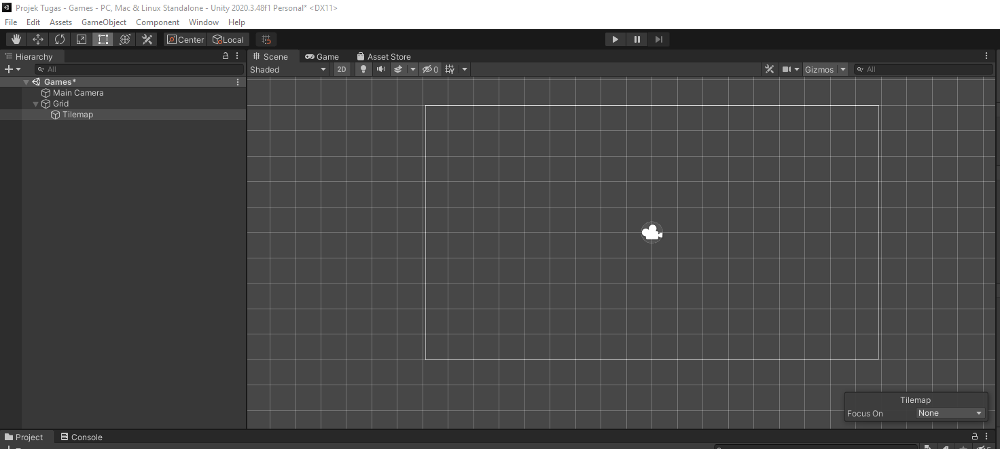 Projek Tugas - Games - PC, Mac & Linux Standalone - Unity 2020.3.48f1 Personal* <DX11>
File Edit Assets GameObject Component Window Help
Center Local
Hierarchy
Scene Game Asset Store
All
Shaded 2D 0 Gizmos All
Games*
Main Camera
Grid
Tilemap
Tilemap
Focus On None
Project Console